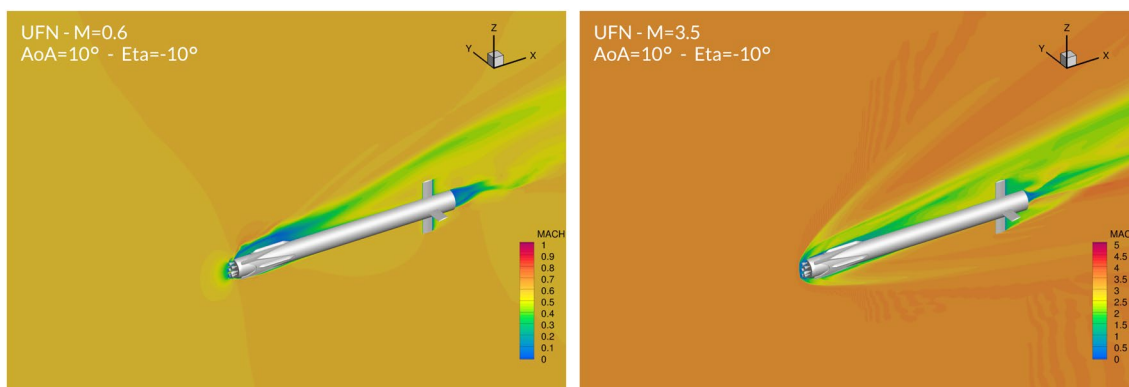 UFN - M=0.6
AoA=10° - Eta=-10°
Z
Y
X
MACH
1
0.9
0.8
0.7
0.6
0.5
0.4
0.3
0.2
0.1
0
UFN - M=3.5
AoA=10° - Eta=-10°
Z
Y
X
MACH
5
4.5
4
3.5
3
2.5
2
1.5
1
0.5
0